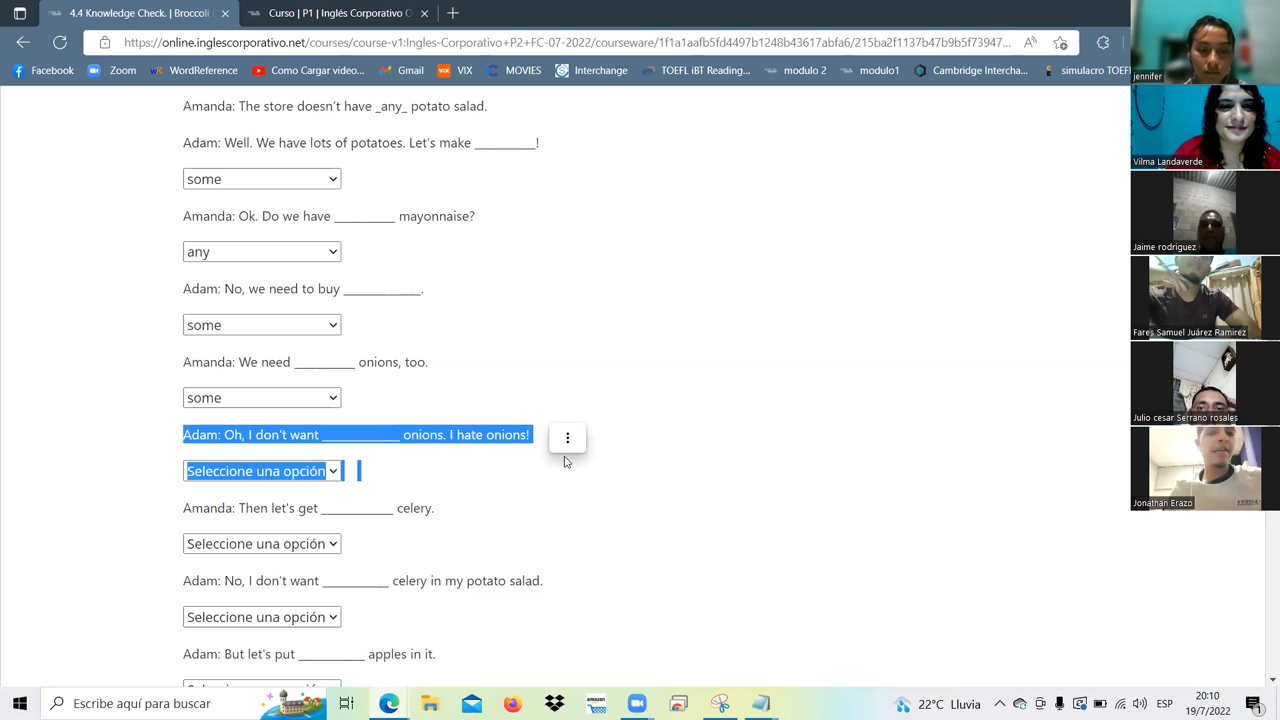 4.4 Knowledge Check. | Broccoli
Curso | P1 | Inglés Corporativo
https://online.inglescorporativo.net/courses/course-v1:Ingles-Corporativo+P2+FC-07-2022/courseware/1f1a1aafb5fd4497b1248b43617abfa6/215ba2f1137b47b9b5f73947...
Facebook Zoom WordReference Como Cargar video... Gmail VIX MOVIES Interchange TOEFL iBT Reading... modulo 2 modulo1 Cambridge Intercha... simulacro TOEFL
Amanda: The store doesn't have _any_ potato salad.
Adam: Well. We have lots of potatoes. Let's make __________!
some
Amanda: Ok. Do we have __________ mayonnaise?
any
Adam: No, we need to buy _____________.
some
Amanda: We need __________ onions, too.
some
Adam: Oh, I don't want _____________ onions. I hate onions!
Seleccione una opción
Amanda: Then let's get ____________ celery.
Seleccione una opción
Adam: No, I don't want ___________ celery in my potato salad.
Seleccione una opción
Adam: But let's put ___________ apples in it.
jennifer
Vilma Landaverde
Jaime rodriguez
Fares Samuel Juárez Ramirez
Julio cesar Serrano rosales
Jonathan Erazo
Escribe aquí para buscar
22°C Lluvia
ESP
20:10
19/7/2022
1